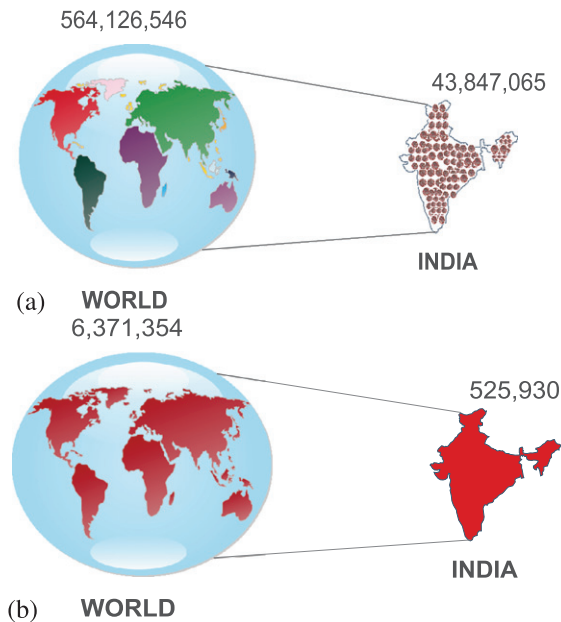 564,126,546
43,847,065
INDIA
(a) WORLD
6,371,354
525,930
INDIA
(b) WORLD